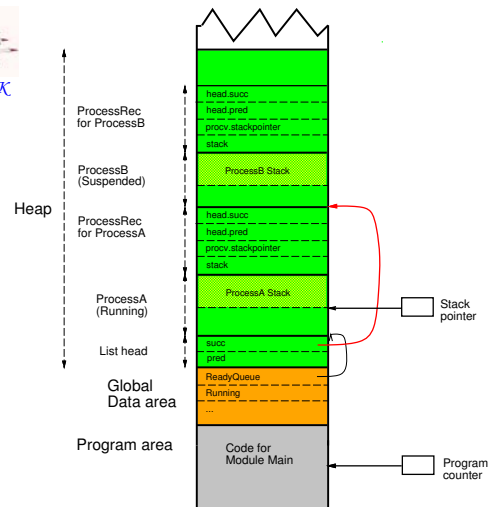 K
head.succ
head.pred
procv.stackpointer
stack
ProcessRec
for ProcessB
ProcessB Stack
ProcessB
(Suspended)
Heap
head.succ
head.pred
procv.stackpointer
stack
ProcessRec
for ProcessA
ProcessA Stack
ProcessA
(Running)
Stack
pointer
succ
pred
List head
ReadyQueue
Running
...
Global
Data area
Program area
Code for
Module Main
Program
counter